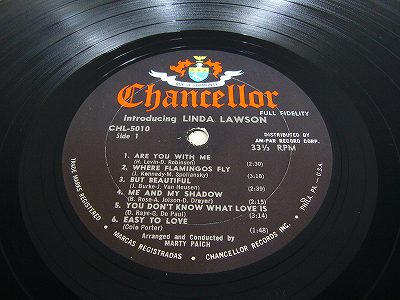 Chancellor
FULL FIDELITY
introducing LINDA LAWSON
CHL-5010
Side 1
DISTRIBUTED BY
AM-PAR RECORD CORP.
33⅓ RPM
1. ARE YOU WITH ME
(H. Levin-D. Robinson) (2:30)
2. WHERE FLAMINGOS FLY
(J. Kennedy-M. Spoliansky) (3:18)
3. BUT BEAUTIFUL
(J. Burke-J. Van Heusen) (2:39)
4. ME AND MY SHADOW
(B. Rose-A. Jolson-D. Dreyer) (2:15)
5. YOU DON'T KNOW WHAT LOVE IS
(D. Raye-G. De Paul) (3:14)
6. EASY TO LOVE
(Cole Porter) (1:48)
Arranged and Conducted by
MARTY PAICH
TRADE MARKS REGISTERED
MARCAS REGISTRADAS — CHANCELLOR RECORDS INC. — PHILA. PA. U.S.A.